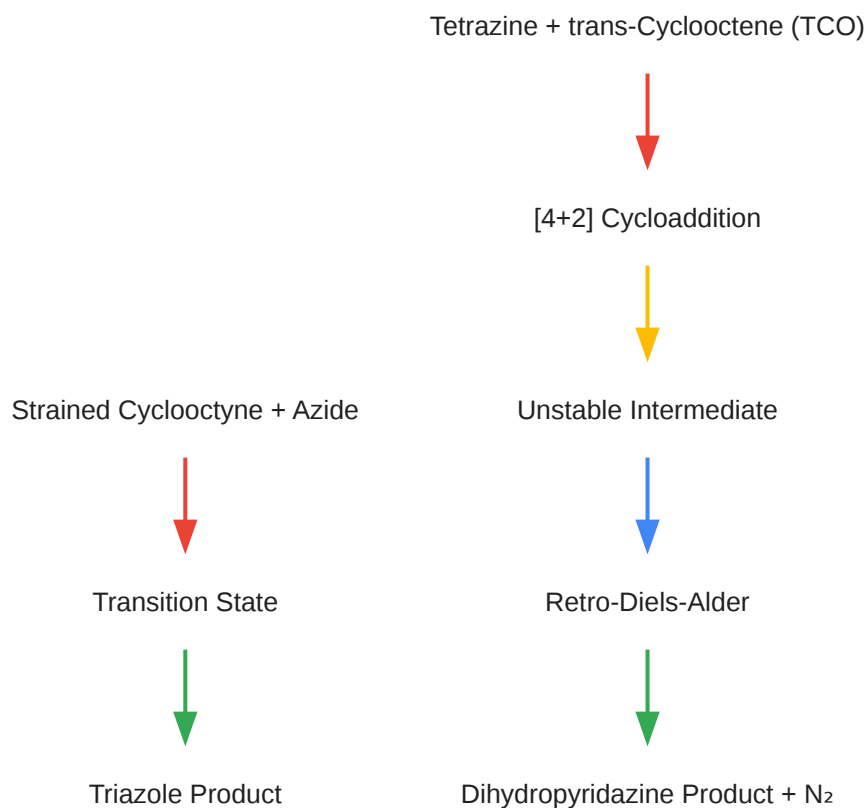 Tetrazine + trans-Cyclooctene (TCO)
[4+2] Cycloaddition
Strained Cyclooctyne + Azide
Unstable Intermediate
Transition State
Retro-Diels-Alder
Triazole Product
Dihydropyridazine Product + N₂